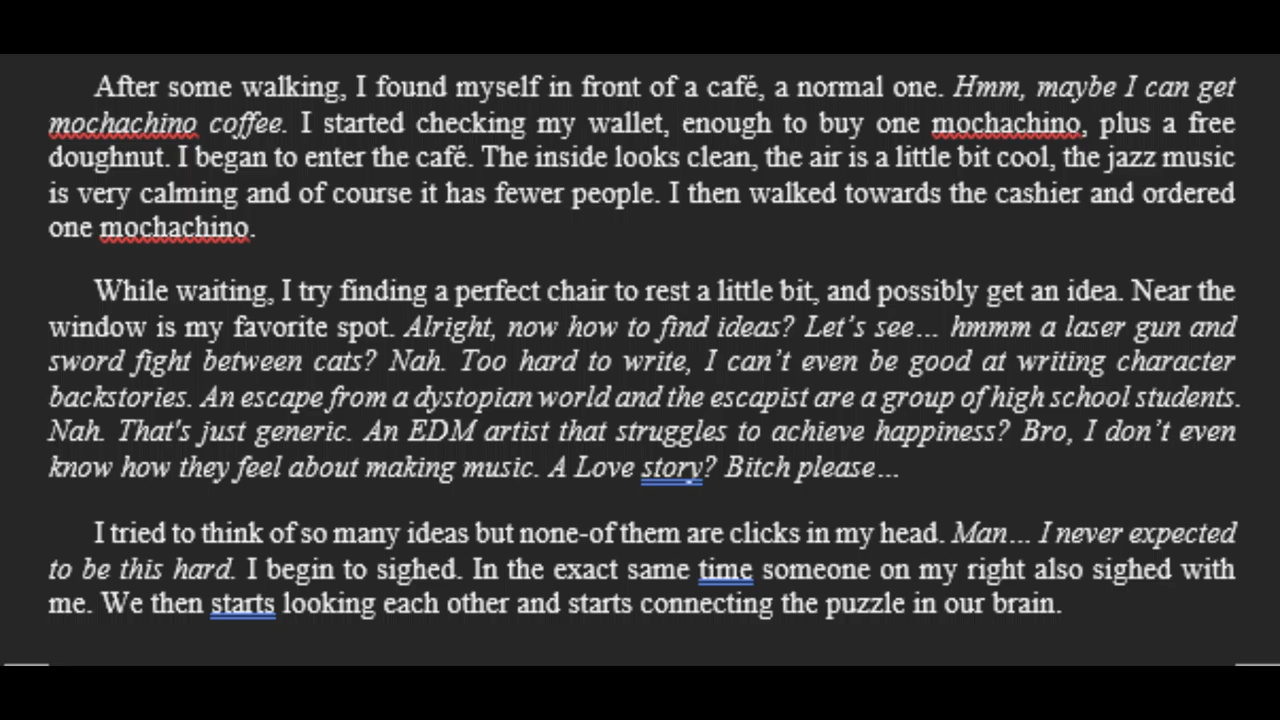 After some walking, I found myself in front of a café, a normal one. Hmm, maybe I can get
mochachino coffee. I started checking my wallet, enough to buy one mochachino, plus a free
doughnut. I began to enter the café. The inside looks clean, the air is a little bit cool, the jazz music
is very calming and of course it has fewer people. I then walked towards the cashier and ordered
one mochachino.
While waiting, I try finding a perfect chair to rest a little bit, and possibly get an idea. Near the
window is my favorite spot. Alright, now how to find ideas? Let’s see… hmmm a laser gun and
sword fight between cats? Nah. Too hard to write, I can’t even be good at writing character
backstories. An escape from a dystopian world and the escapist are a group of high school students.
Nah. That's just generic. An EDM artist that struggles to achieve happiness? Bro, I don’t even
know how they feel about making music. A Love story? Bitch please…
I tried to think of so many ideas but none-of them are clicks in my head. Man… I never expected
to be this hard. I begin to sighed. In the exact same time someone on my right also sighed with
me. We then starts looking each other and starts connecting the puzzle in our brain.